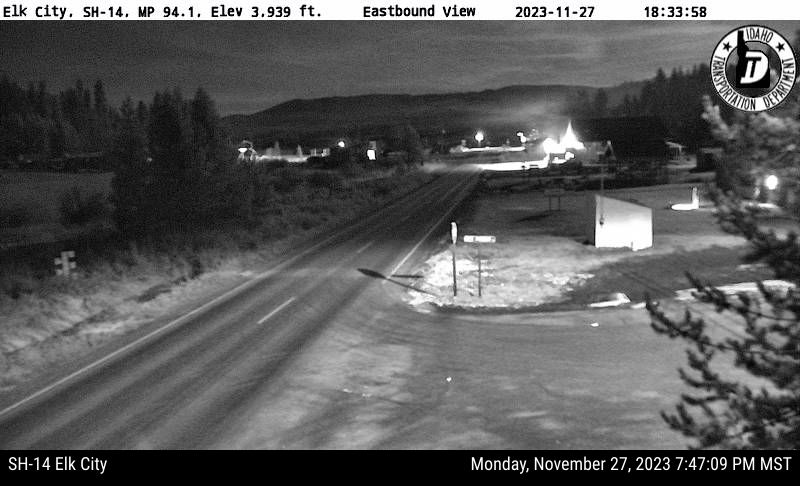 Elk City, SH-14, MP 94.1, Elev 3,939 ft. Eastbound View 2023-11-27 18:33:58
IDAHO
TRANSPORTATION DEPARTMENT
SH-14 Elk City Monday, November 27, 2023 7:47:09 PM MST